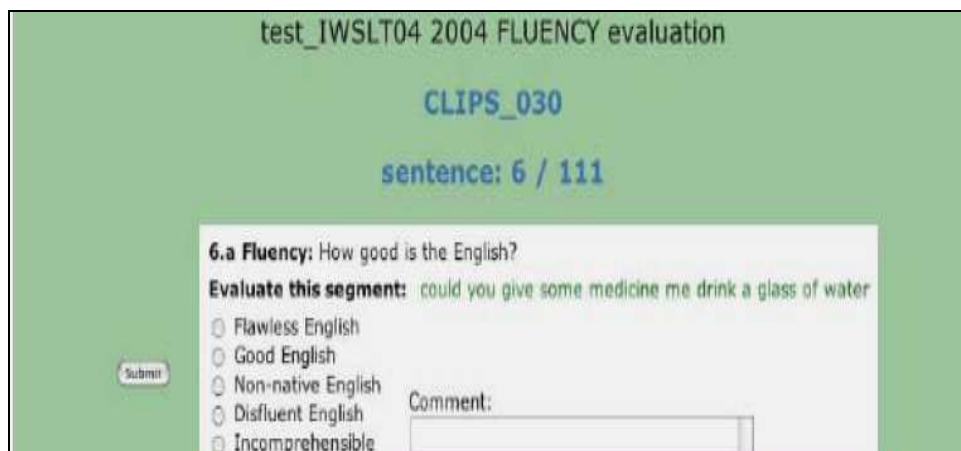 test_IWSLT04 2004 FLUENCY evaluation
CLIPS_030
sentence: 6 / 111
6.a Fluency: How good is the English?
Evaluate this segment: could you give some medicine me drink a glass of water
Flawless English
Good English
Non-native English
Disfluent English
Incomprehensible
Submit
Comment: